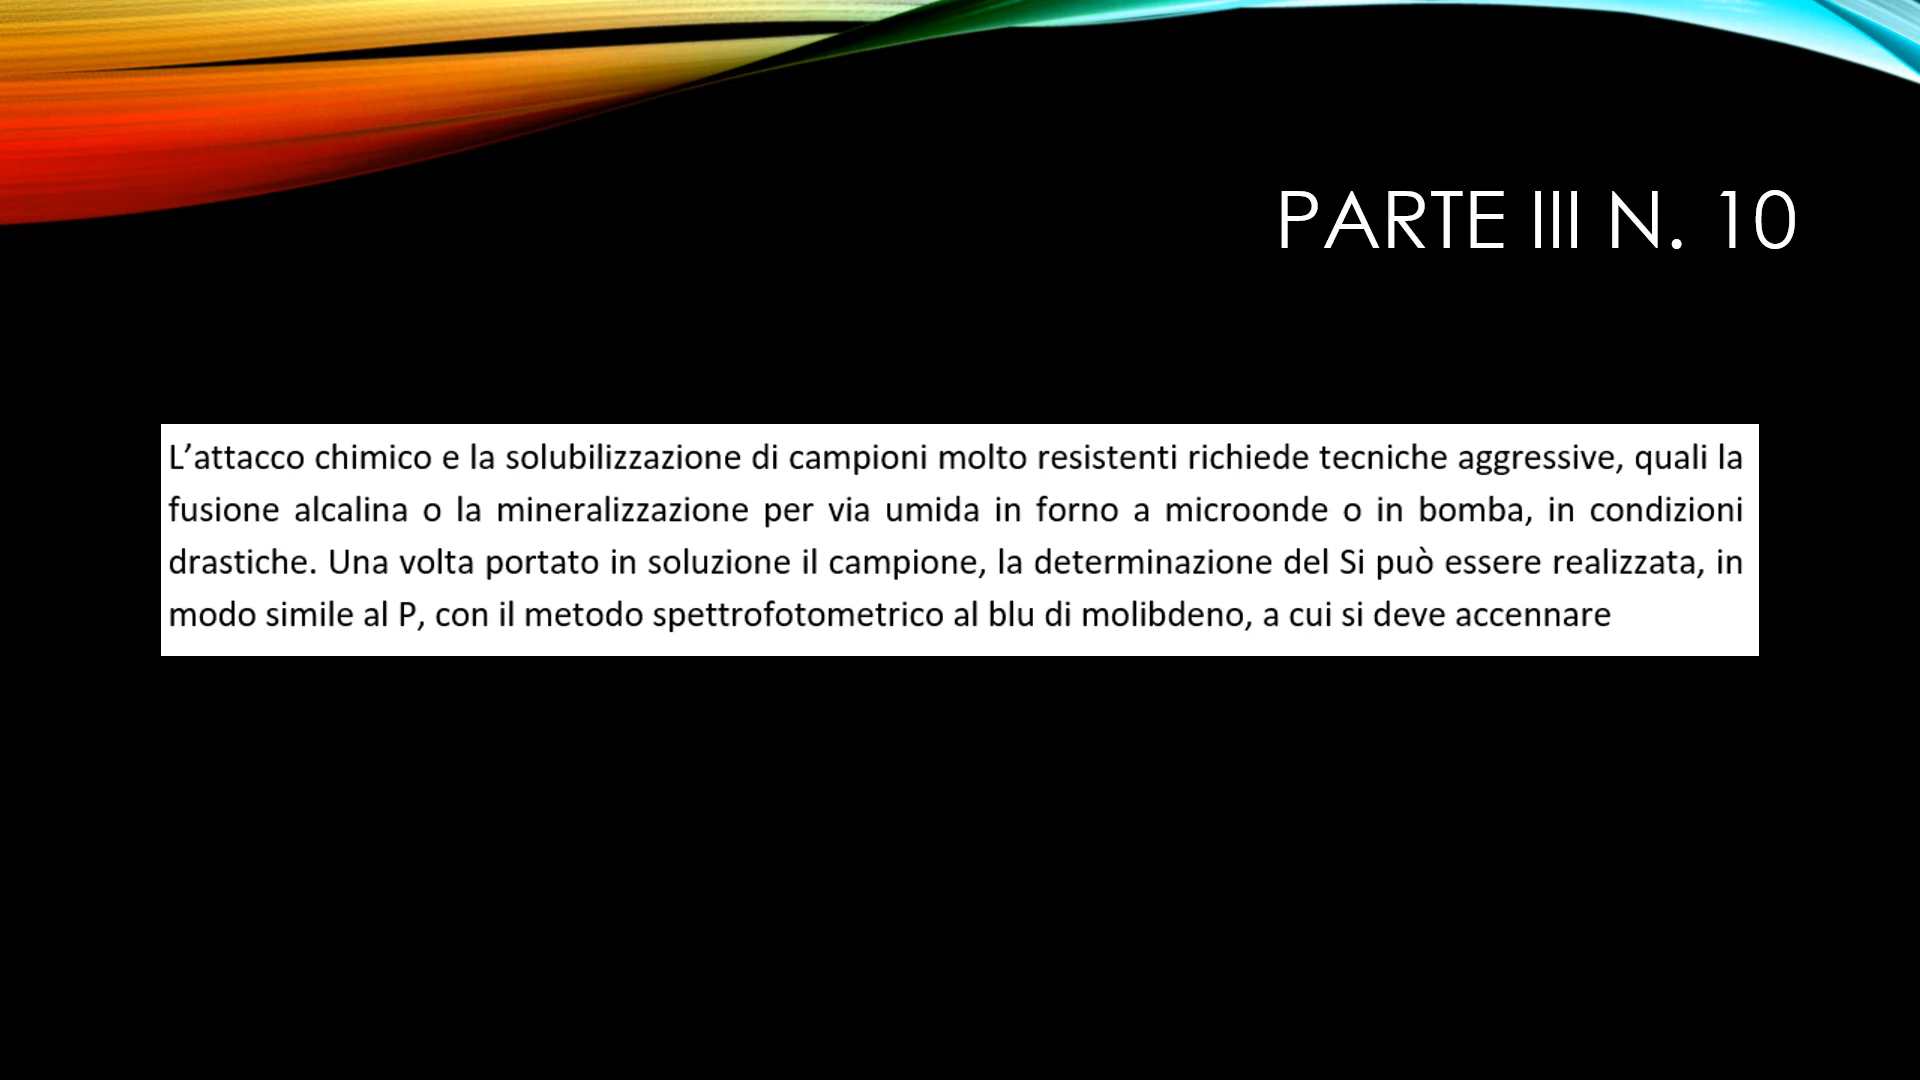 PARTE III N. 10
L’attacco chimico e la solubilizzazione di campioni molto resistenti richiede tecniche aggressive, quali la
fusione alcalina o la mineralizzazione per via umida in forno a microonde o in bomba, in condizioni
drastiche. Una volta portato in soluzione il campione, la determinazione del Si può essere realizzata, in
modo simile al P, con il metodo spettrofotometrico al blu di molibdeno, a cui si deve accennare